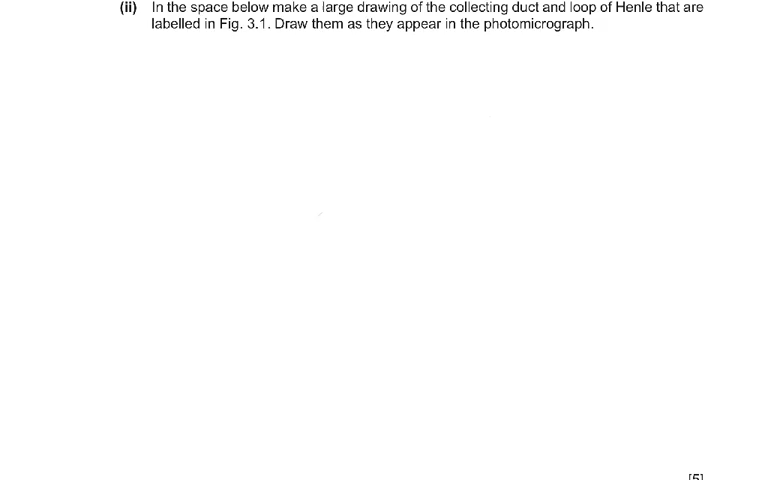 (ii) In the space below make a large drawing of the collecting duct and loop of Henle that are
labelled in Fig. 3.1. Draw them as they appear in the photomicrograph.
[5]